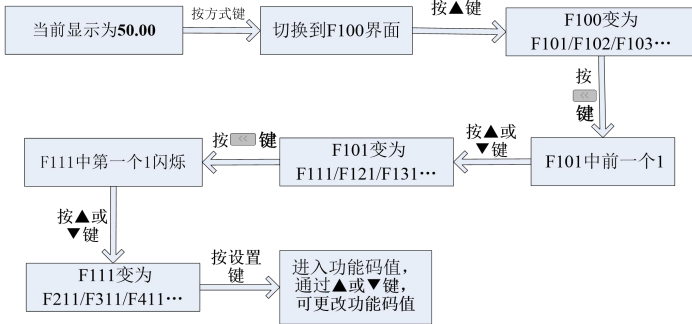 当前显示为50.00
按方式键
切换到F100界面
按▲键
F100变为
F101/F102/F103…
按
<<
键
F101中前一个1
按▲或
▼键
F101变为
F111/F121/F131…
按<<键
F111中第一个1闪烁
按▲或
▼键
F111变为
F211/F311/F411…
按设置
键
进入功能码值，
通过▲或▼键，
可更改功能码值